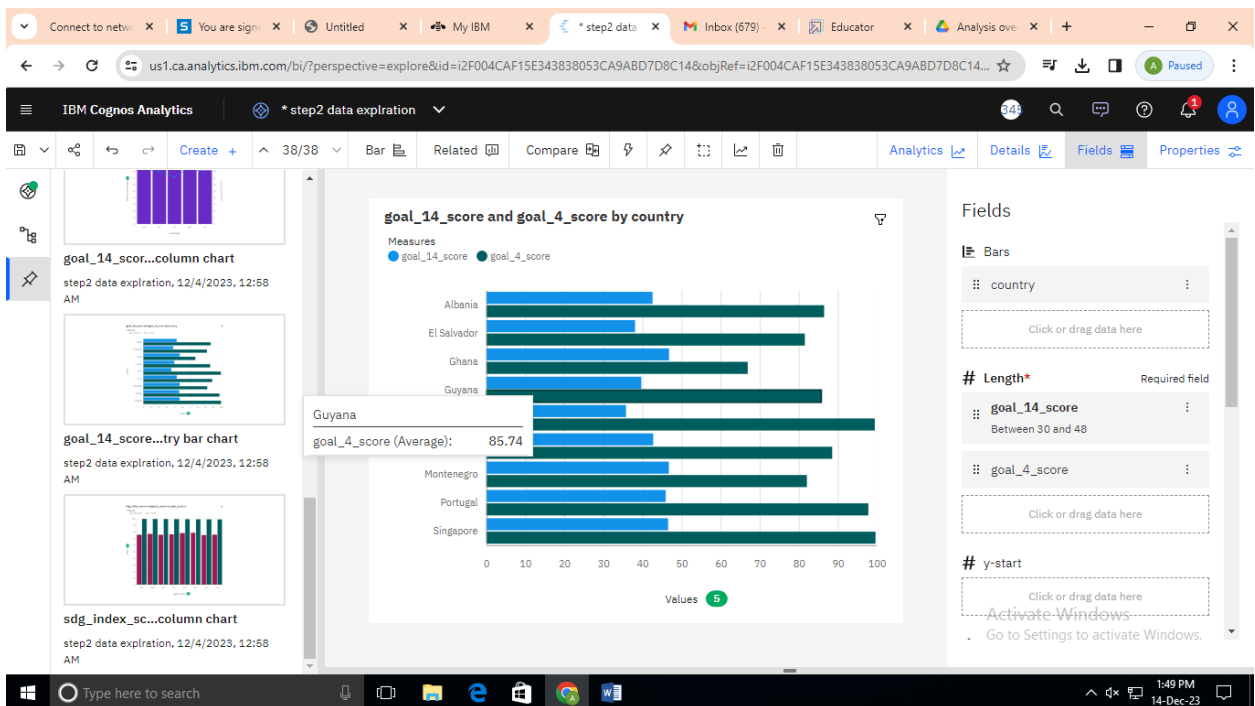 Connect to netwo
S You are sign
Untitled
My IBM
* step2 data
Inbox (679) -
Educator
Analysis over
us1.ca.analytics.ibm.com/bi/?perspective=explore&id=i2F004CAF15E343838053CA9ABD7D8C14&objRef=i2F004CAF15E343838053CA9ABD7D8C14...
A Paused
IBM Cognos Analytics
* step2 data explration
345
1
Create +
38/38
Bar
Related
Compare
Analytics
Details
Fields
Properties
goal_14_scor...column chart
step2 data explration, 12/4/2023, 12:58
AM
goal_14_score...try bar chart
step2 data explration, 12/4/2023, 12:58
AM
sdg_index_sc...column chart
step2 data explration, 12/4/2023, 12:58
AM
goal_14_score and goal_4_score by country
Measures
goal_14_score goal_4_score
Albania
El Salvador
Ghana
Guyana
Montenegro
Portugal
Singapore
0 10 20 30 40 50 60 70 80 90 100
Values 5
Guyana
goal_4_score (Average): 85.74
Fields
Bars
country
Click or drag data here
# Length* Required field
goal_14_score
Between 30 and 48
goal_4_score
Click or drag data here
# y-start
Click or drag data here
Activate Windows
Go to Settings to activate Windows.
Type here to search
1:49 PM
14-Dec-23